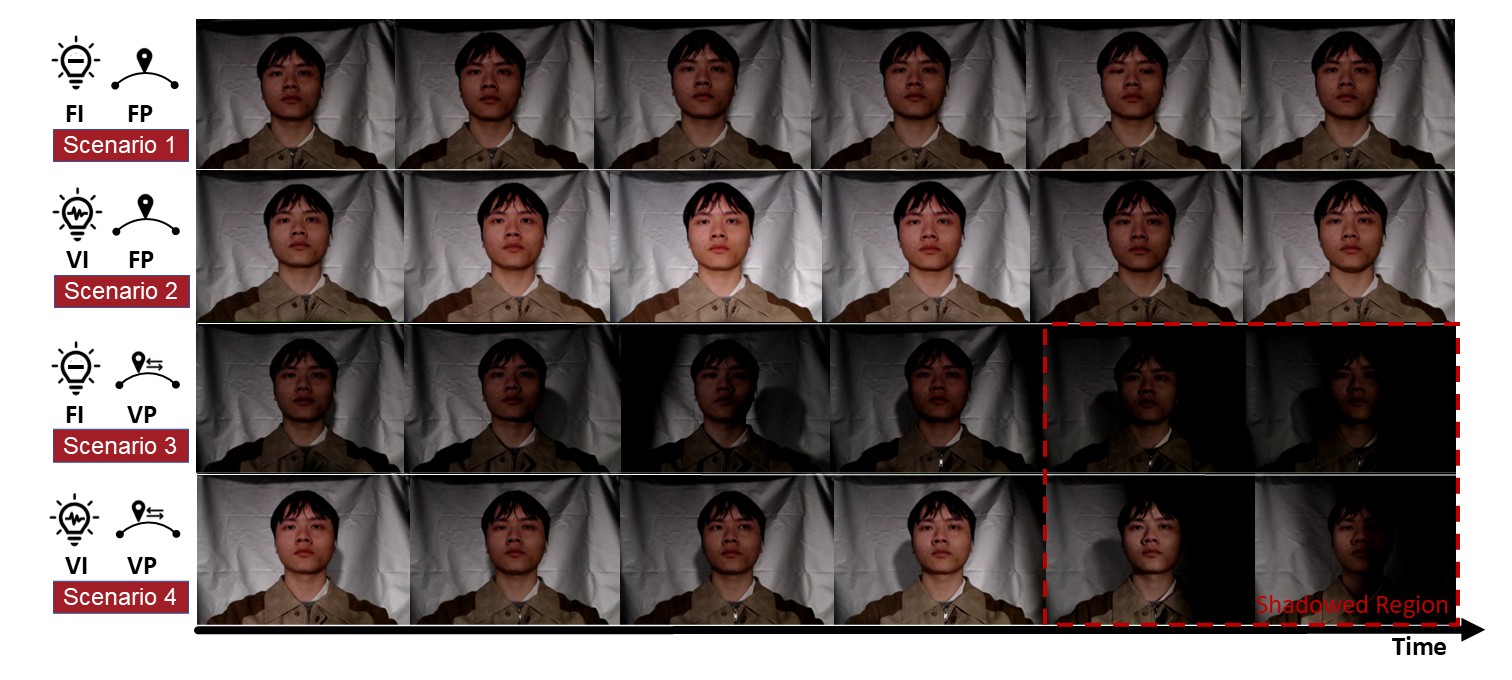 FI FP
Scenario 1
VI FP
Scenario 2
FI VP
Scenario 3
VI VP
Scenario 4
Shadowed Region
Time